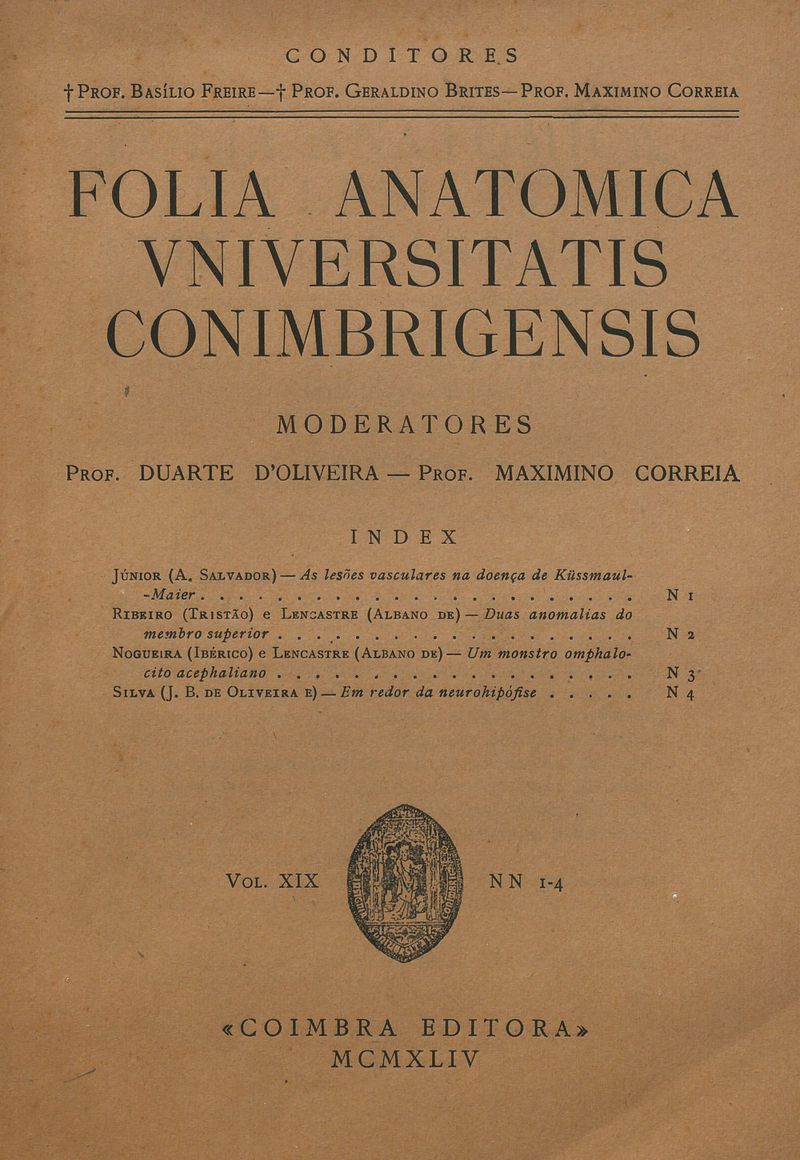 CONDITORES
† PROF. BASÍLIO FREIRE—† PROF. GERALDINO BRITES—PROF. MAXIMINO CORREIA
FOLIA ANATOMICA
VNIVERSITATIS
CONIMBRIGENSIS
MODERATORES
PROF. DUARTE D'OLIVEIRA — PROF. MAXIMINO CORREIA
INDEX
JÚNIOR (A. SALVADOR) — As lesões vasculares na doença de Küssmaul-
-Maier . . . . . . . . . . . . . . . . . . . . . . N 1
RIBEIRO (TRISTÃO) e LENCASTRE (ALBANO DE) — Duas anomalias do
membro superior . . . . . . . . . . . . . . . . . . N 2
NOGUEIRA (IBÉRICO) e LENCASTRE (ALBANO DE) — Um monstro omphalo-
cito acephaliano . . . . . . . . . . . . . . . . . . N 3
SILVA (J. B. DE OLIVEIRA E) — Em redor da neurohipófise . . . . . N 4
VOL. XIX NN 1-4
«COIMBRA EDITORA»
MCMXLIV